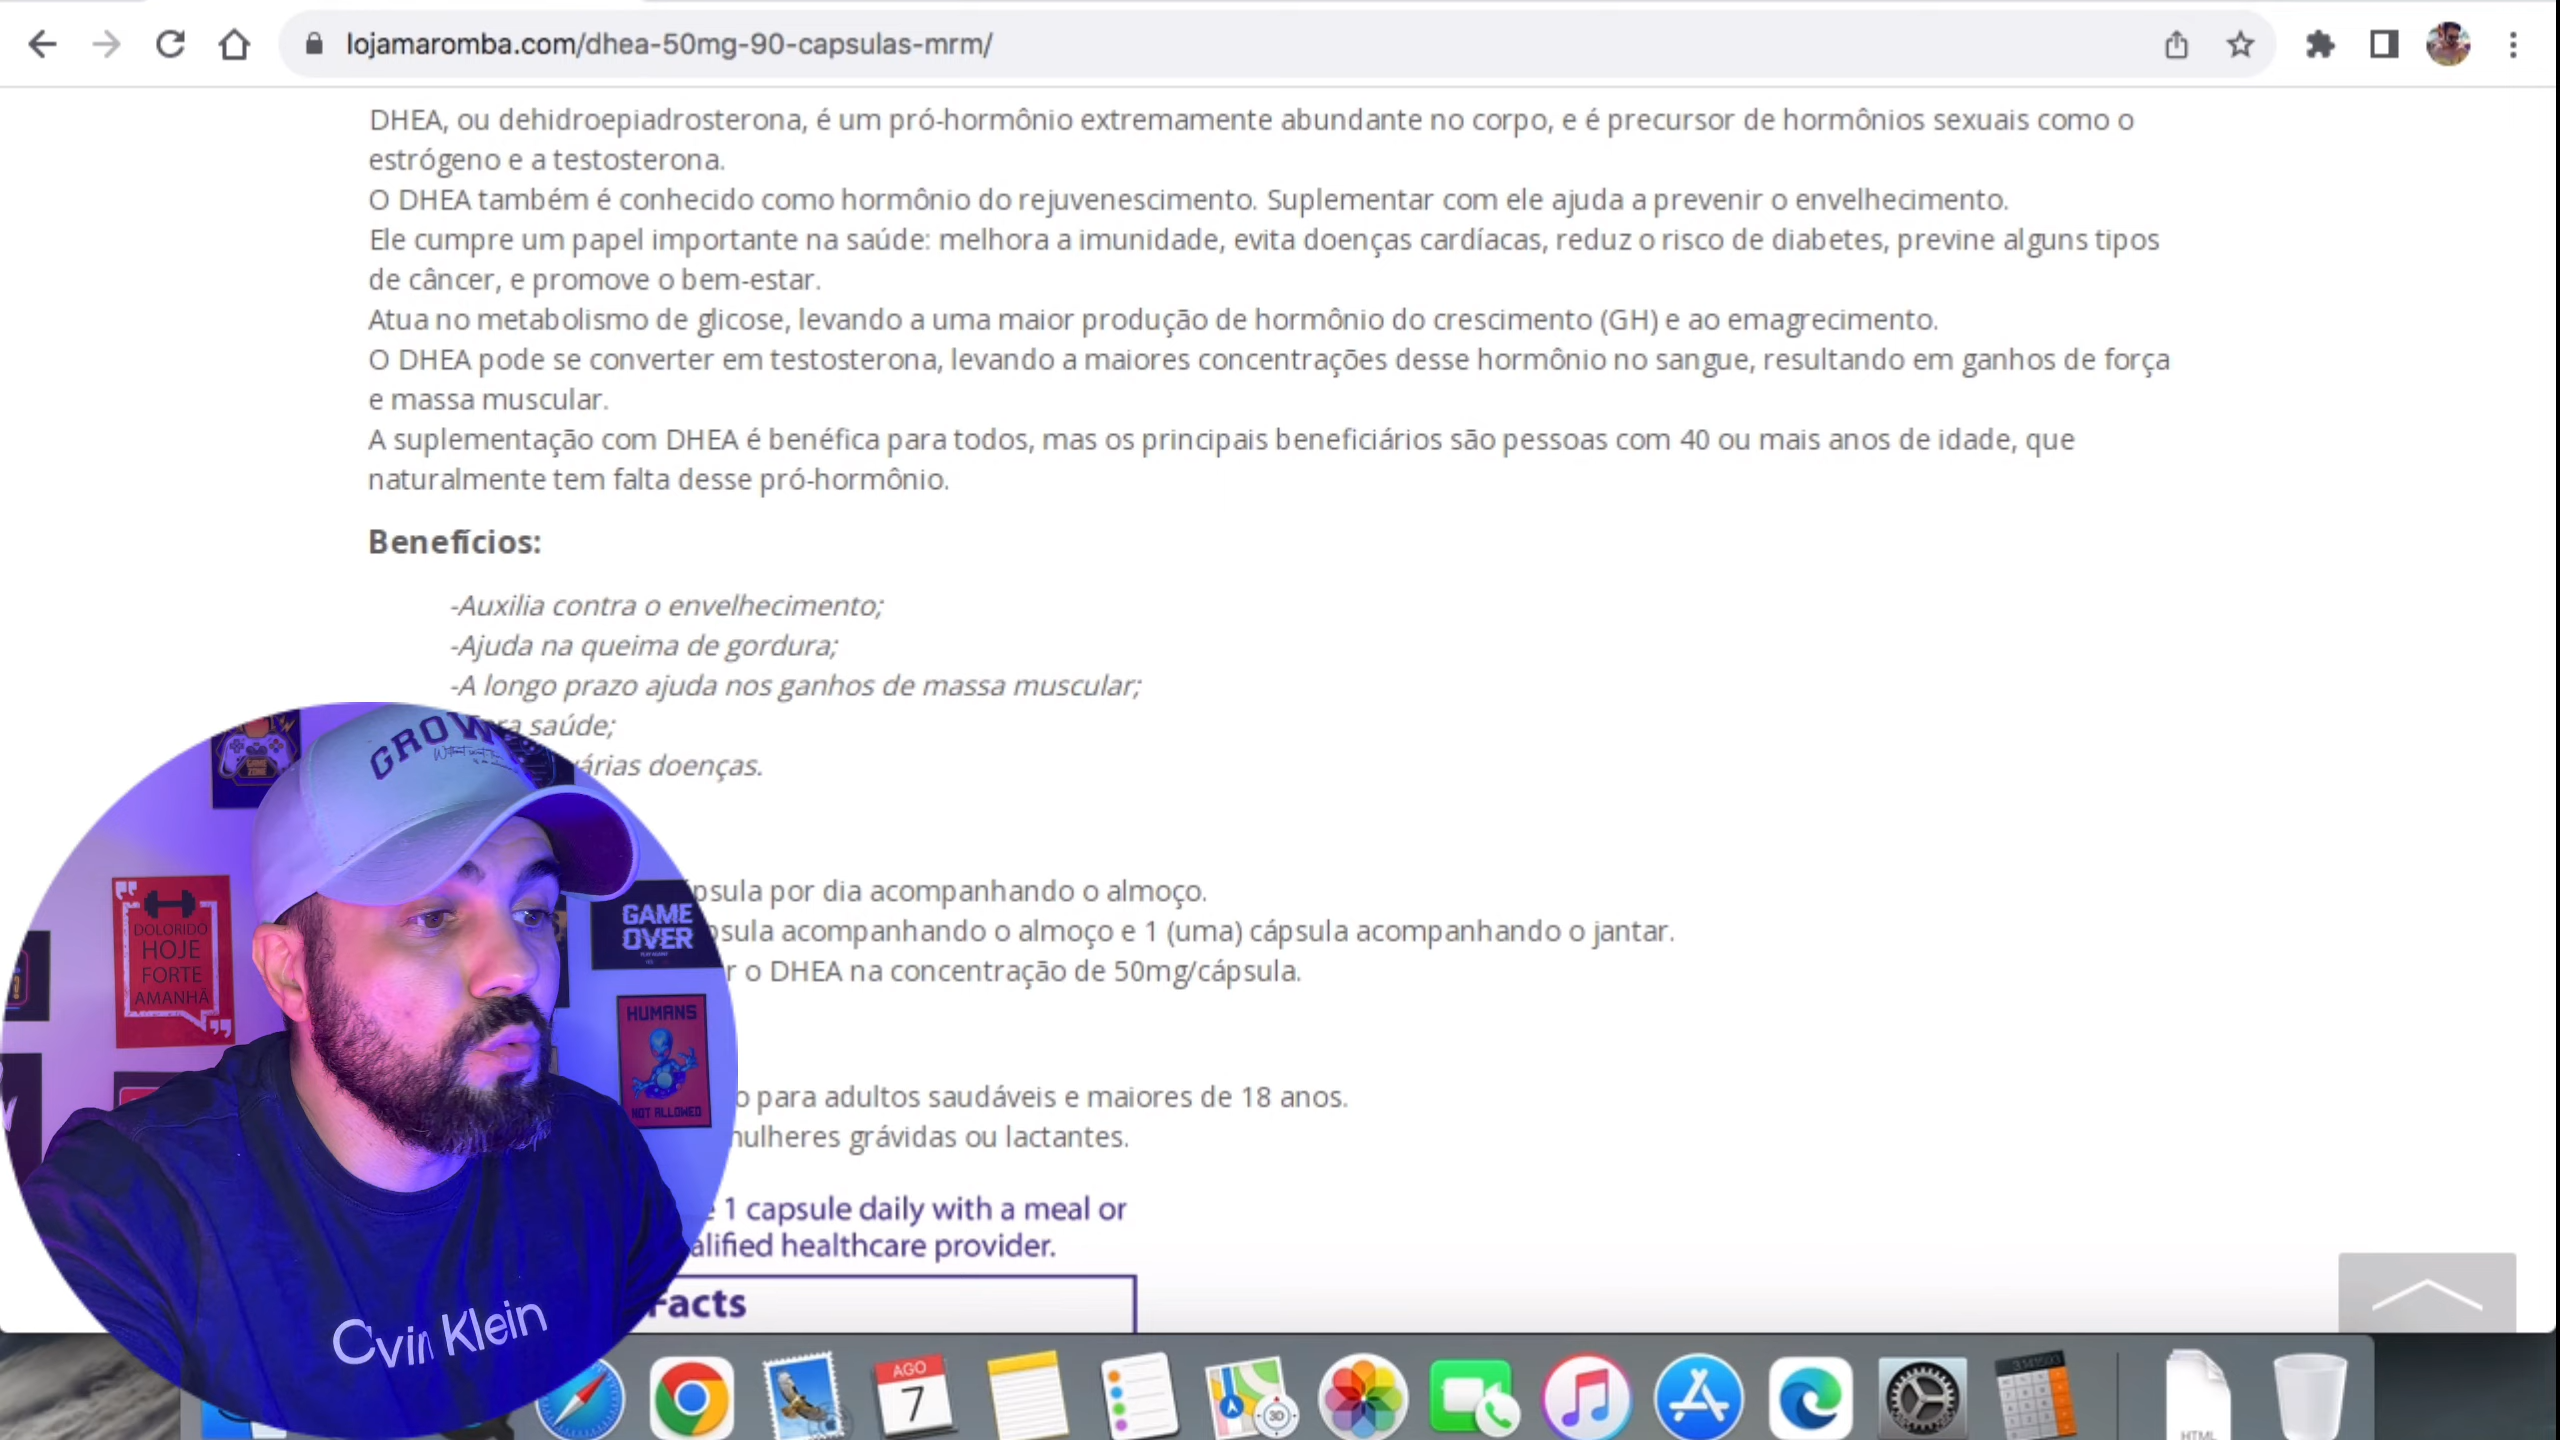 lojamaromba.com/dhea-50mg-90-capsulas-mrm/
DHEA, ou dehidroepiadrosterona, é um pró-hormônio extremamente abundante no corpo, e é precursor de hormônios sexuais como o
estrógeno e a testosterona.
O DHEA também é conhecido como hormônio do rejuvenescimento. Suplementar com ele ajuda a prevenir o envelhecimento.
Ele cumpre um papel importante na saúde: melhora a imunidade, evita doenças cardíacas, reduz o risco de diabetes, previne alguns tipos
de câncer, e promove o bem-estar.
Atua no metabolismo de glicose, levando a uma maior produção de hormônio do crescimento (GH) e ao emagrecimento.
O DHEA pode se converter em testosterona, levando a maiores concentrações desse hormônio no sangue, resultando em ganhos de força
e massa muscular.
A suplementação com DHEA é benéfica para todos, mas os principais beneficiários são pessoas com 40 ou mais anos de idade, que
naturalmente tem falta desse pró-hormônio.
Benefícios:
-Auxilia contra o envelhecimento;
-Ajuda na queima de gordura;
-A longo prazo ajuda nos ganhos de massa muscular;
saúde;
várias doenças.
psula por dia acompanhando o almoço.
psula acompanhando o almoço e 1 (uma) cápsula acompanhando o jantar.
r o DHEA na concentração de 50mg/cápsula.
o para adultos saudáveis e maiores de 18 anos.
mulheres grávidas ou lactantes.
1 capsule daily with a meal or
alified healthcare provider.
Facts
GROW
GAME
ZONE
DOLORIDO
HOJE
FORTE
AMANHÃ
GAME
OVER
HUMANS
NOT ALLOWED
Cvin Klein
AGO
7
3D
HTML